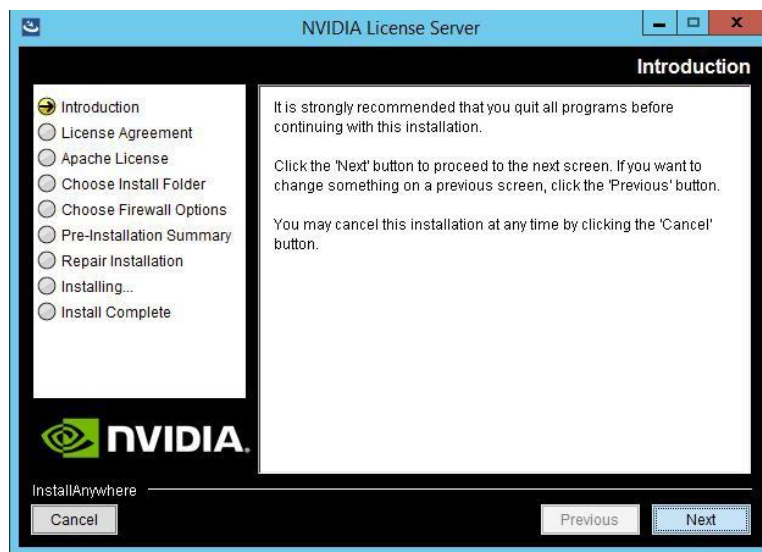 NVIDIA License Server
Introduction
Introduction
License Agreement
Apache License
Choose Install Folder
Choose Firewall Options
Pre-Installation Summary
Repair Installation
Installing...
Install Complete
It is strongly recommended that you quit all programs before
continuing with this installation.
Click the 'Next' button to proceed to the next screen. If you want to
change something on a previous screen, click the 'Previous' button.
You may cancel this installation at any time by clicking the 'Cancel'
button.
NVIDIA.
InstallAnywhere
Cancel
Previous
Next